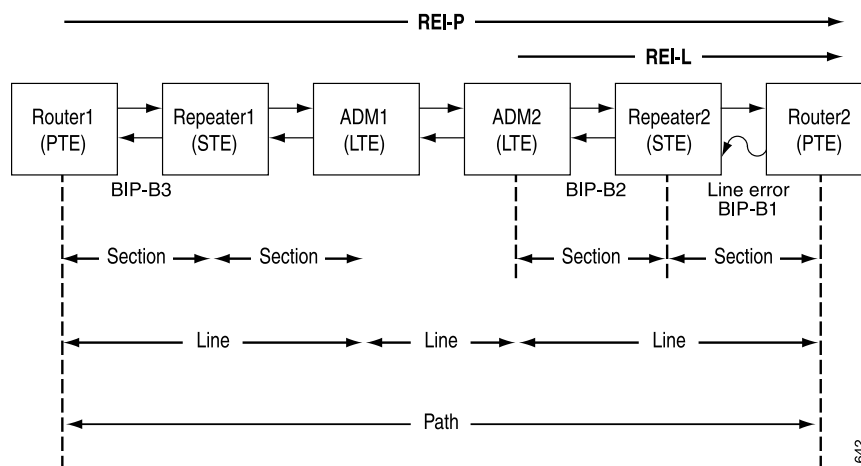 REI-P
REI-L
Router1
(PTE)
Repeater1
(STE)
ADM1
(LTE)
ADM2
(LTE)
Repeater2
(STE)
Router2
(PTE)
BIP-B3
BIP-B2
Line error
BIP-B1
Section
Section
Section
Section
Line
Line
Line
Path